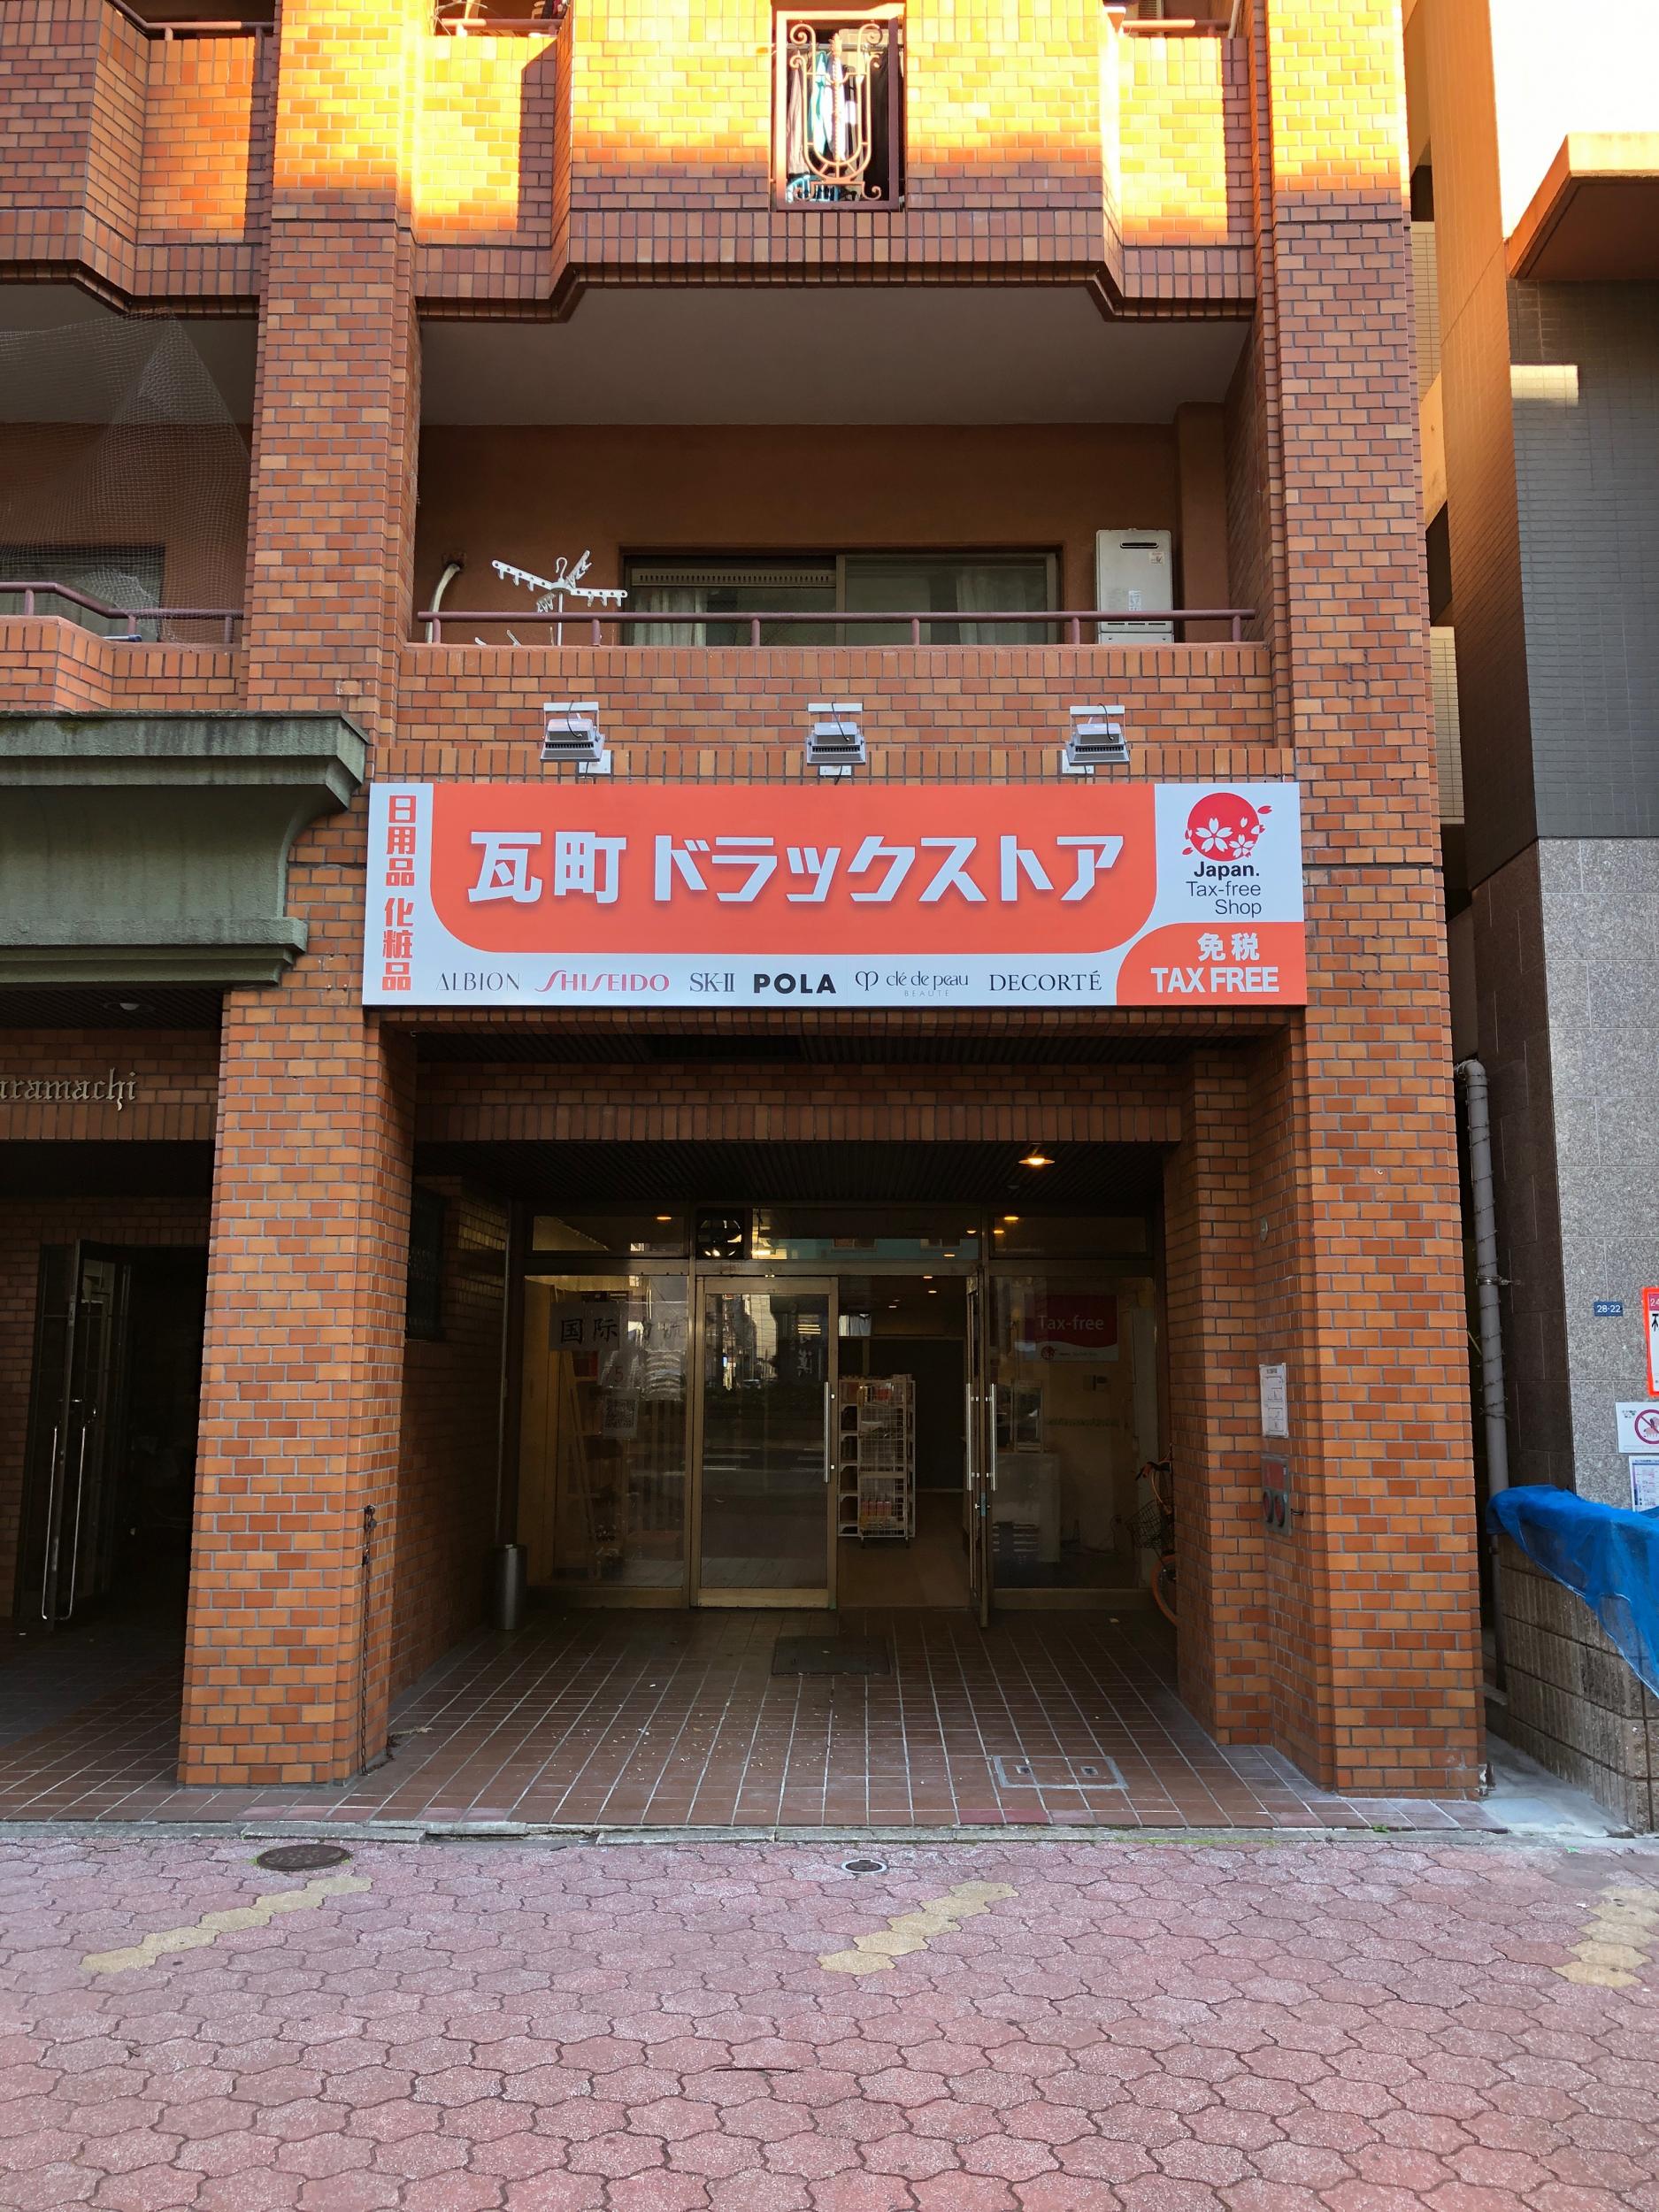 日用品 化粧品
瓦町 ドラックストア
Japan.
Tax-free
Shop
免税
TAX FREE
ALBION SHISEIDO SK-II POLA clé de peau BEAUTÉ DECORTÉ
aramachi
国际
Tax-free
28-22
24